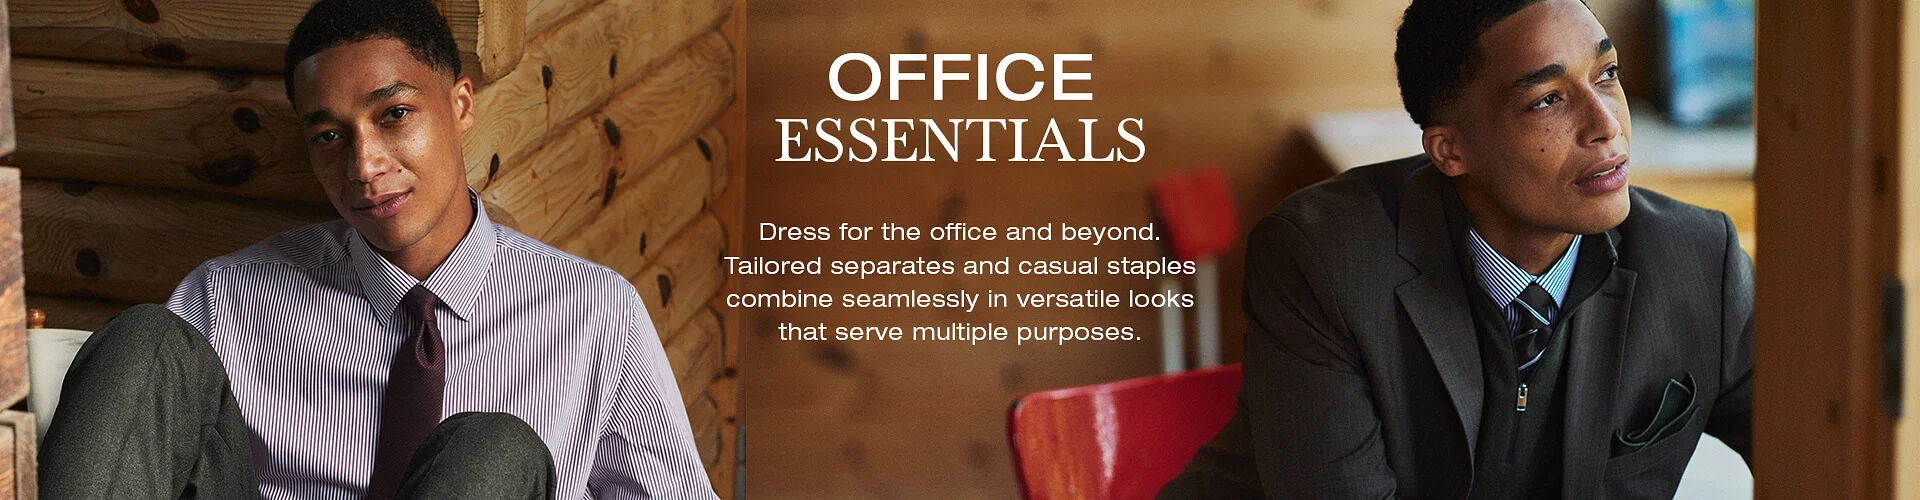 OFFICE
ESSENTIALS
Dress for the office and beyond.
Tailored separates and casual staples
combine seamlessly in versatile looks
that serve multiple purposes.